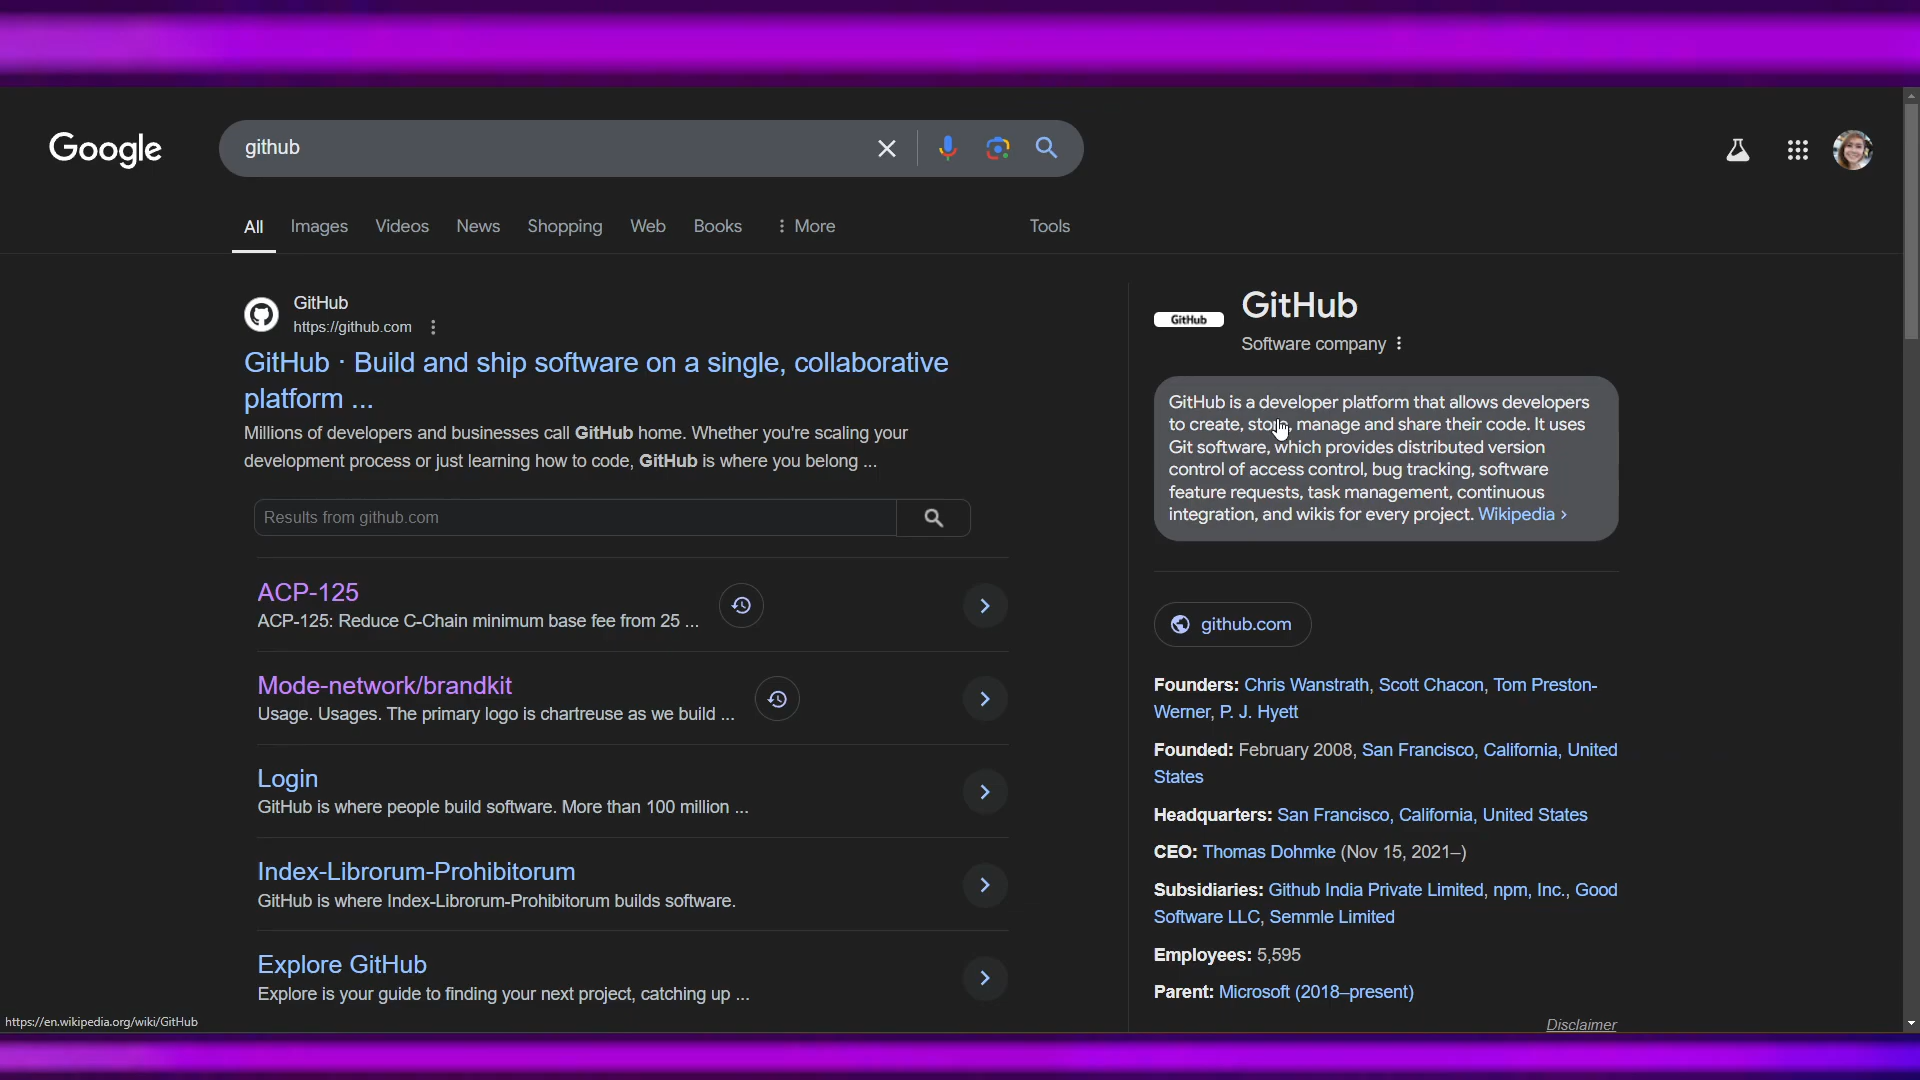 Google
github
All
Images
Videos
News
Shopping
Web
Books
More
Tools
GitHub
https://github.com
GitHub · Build and ship software on a single, collaborative
platform ...
Millions of developers and businesses call GitHub home. Whether you're scaling your
development process or just learning how to code, GitHub is where you belong ...
Results from github.com
ACP-125
ACP-125: Reduce C-Chain minimum base fee from 25 ...
Mode-network/brandkit
Usage. Usages. The primary logo is chartreuse as we build ...
Login
GitHub is where people build software. More than 100 million ...
Index-Librorum-Prohibitorum
GitHub is where Index-Librorum-Prohibitorum builds software.
Explore GitHub
Explore is your guide to finding your next project, catching up ...
GitHub
GitHub
Software company
GitHub is a developer platform that allows developers
to create, store, manage and share their code. It uses
Git software, which provides distributed version
control of access control, bug tracking, software
feature requests, task management, continuous
integration, and wikis for every project. Wikipedia ›
github.com
Founders: Chris Wanstrath, Scott Chacon, Tom Preston-
Werner, P. J. Hyett
Founded: February 2008, San Francisco, California, United
States
Headquarters: San Francisco, California, United States
CEO: Thomas Dohmke (Nov 15, 2021–)
Subsidiaries: Github India Private Limited, npm, Inc., Good
Software LLC, Semmle Limited
Employees: 5,595
Parent: Microsoft (2018–present)
Disclaimer
https://en.wikipedia.org/wiki/GitHub